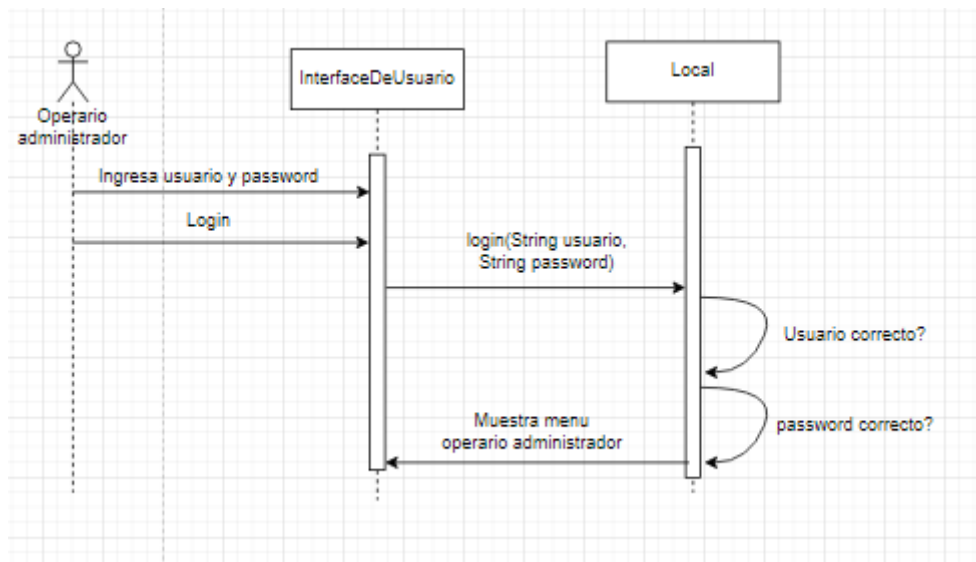 Operario
administrador
InterfaceDeUsuario
Local
Ingresa usuario y password
Login
login(String usuario,
String password)
Usuario correcto?
password correcto?
Muestra menu
operario administrador